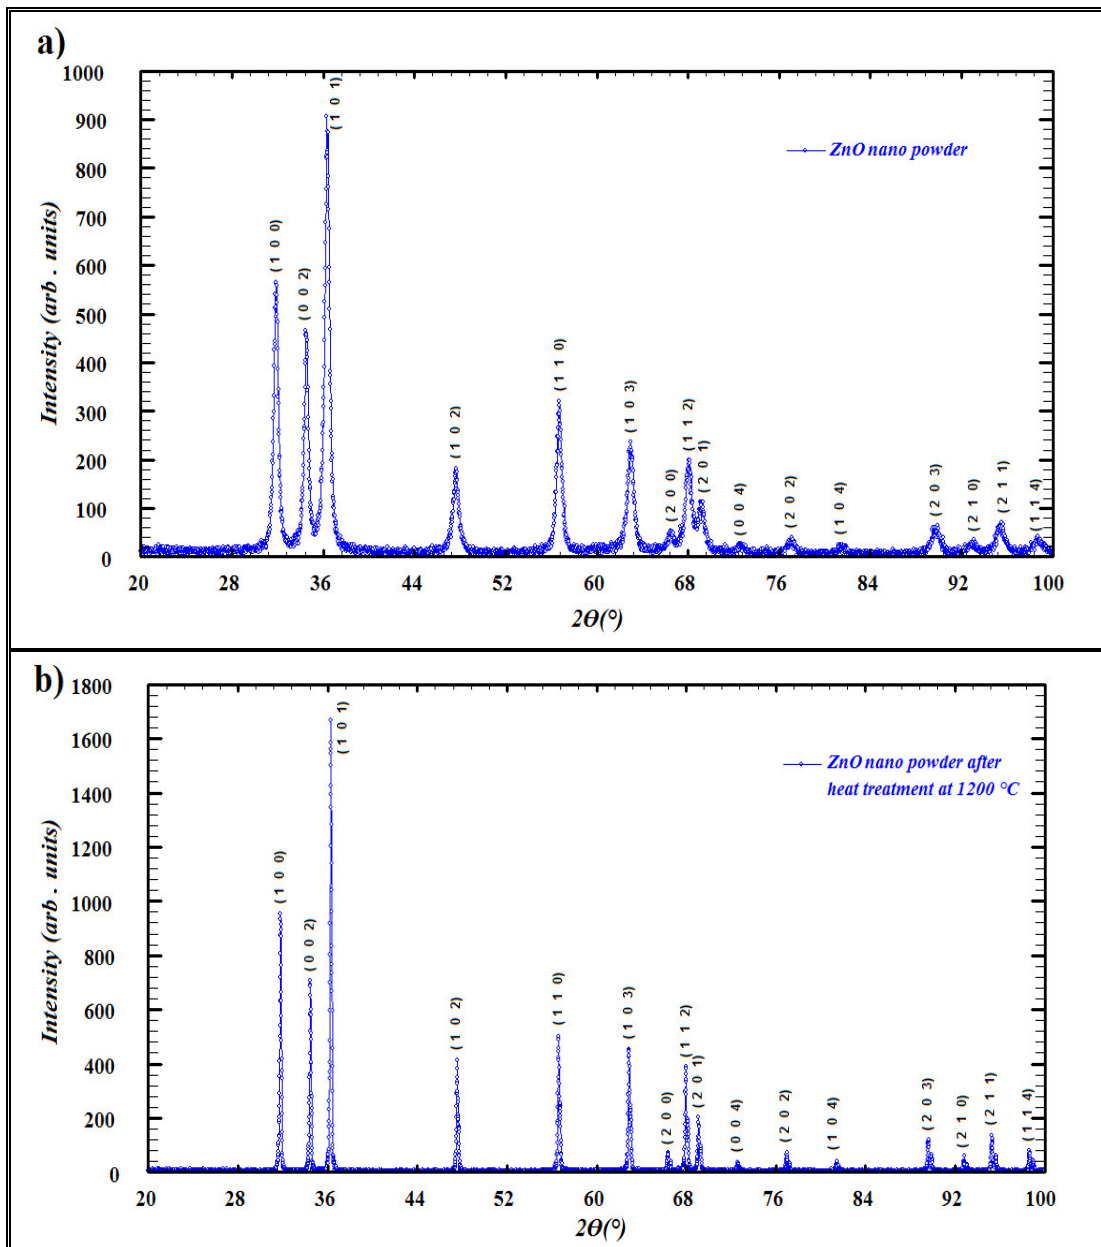 a)
1000
900
800
700
600
500
400
300
200
100
0
Intensity (arb . units)
(1 0 0)
(0 0 2)
(1 0 1)
(1 0 2)
(1 1 0)
(1 0 3)
(2 0 0)
(1 1 2)
(2 0 1)
(0 0 4)
(2 0 2)
(1 0 4)
(2 0 3)
(2 1 0)
(2 1 1)
(1 1 4)
ZnO nano powder
20 28 36 44 52 60 68 76 84 92 100
2Θ(°)
b)
1800
1600
1400
1200
1000
800
600
400
200
0
Intensity (arb . units)
(1 0 0)
(0 0 2)
(1 0 1)
(1 0 2)
(1 1 0)
(1 0 3)
(2 0 0)
(1 1 2)
(2 0 1)
(0 0 4)
(2 0 2)
(1 0 4)
(2 0 3)
(2 1 0)
(2 1 1)
(1 1 4)
ZnO nano powder after
heat treatment at 1200 °C
20 28 36 44 52 60 68 76 84 92 100
2Θ(°)